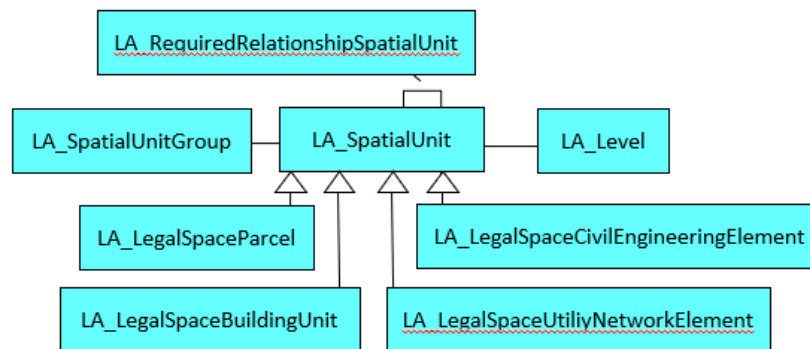 LA_RequiredRelationshipSpatialUnit
LA_SpatialUnitGroup
LA_SpatialUnit
LA_Level
LA_LegalSpaceParcel
LA_LegalSpaceCivilEngineeringElement
LA_LegalSpaceBuildingUnit
LA_LegalSpaceUtiliyNetworkElement